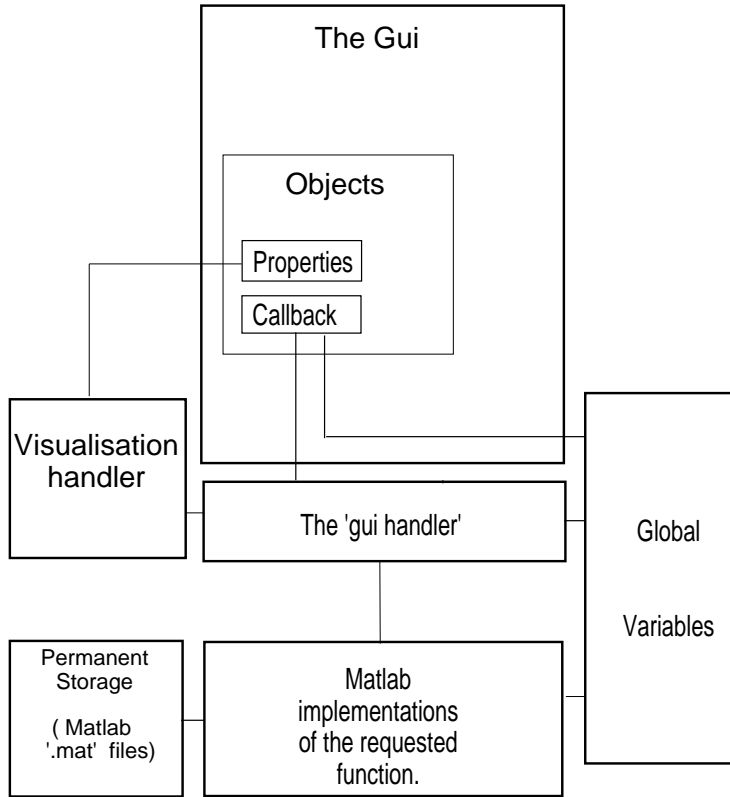 The Gui
Objects
Properties
Callback
Visualisation
handler
The 'gui handler'
Global
Variables
Permanent
Storage
( Matlab
'.mat' files)
Matlab
implementations
of the requested
function.